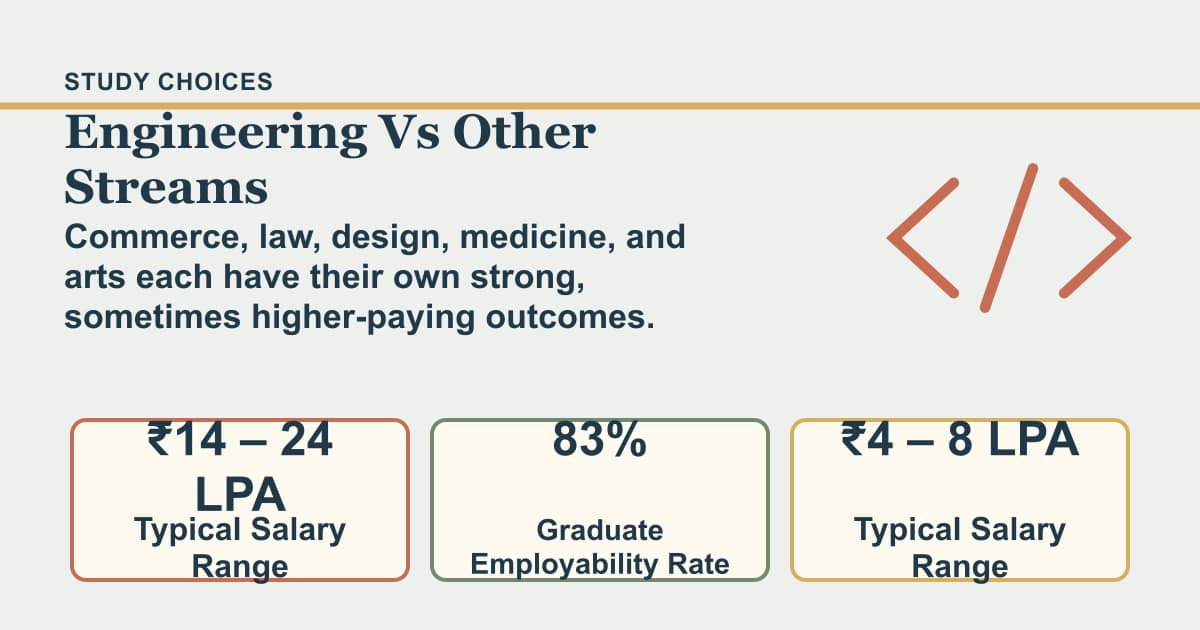 STUDY CHOICES
Engineering Vs Other
Streams
Commerce, law, design, medicine, and
arts each have their own strong,
sometimes higher-paying outcomes.
₹14 – 24
LPA
Typical Salary
Range
83%
Graduate
Employability Rate
₹4 – 8 LPA
Typical Salary
Range